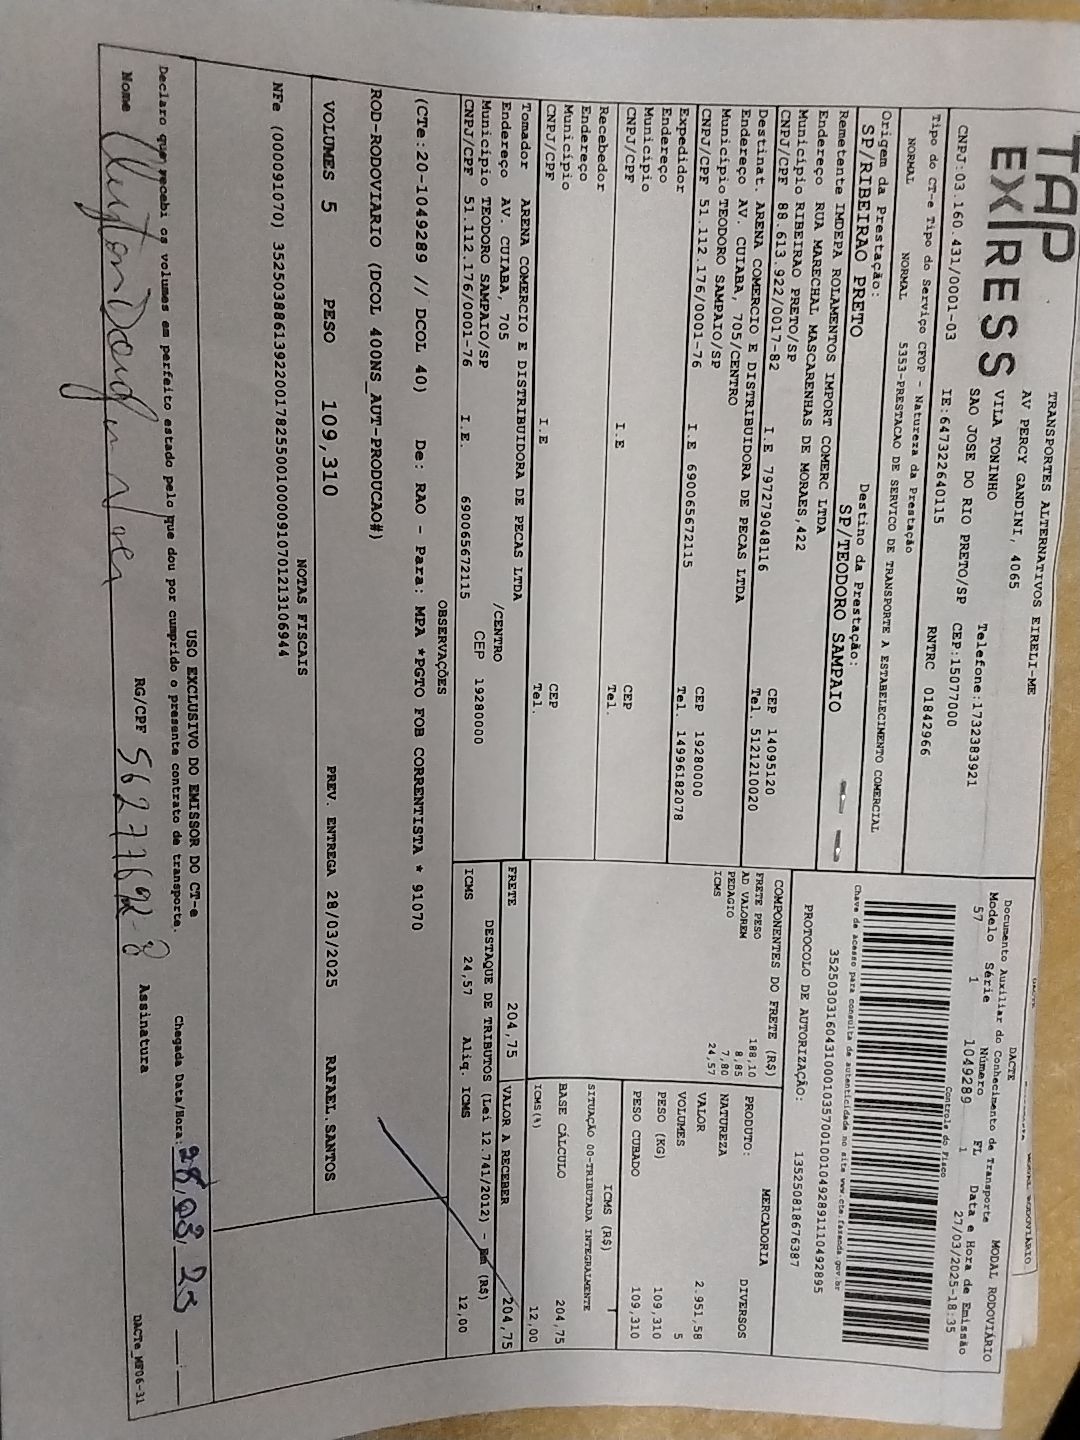 TAP
EXPRESS
TRANSPORTES ALTERNATIVOS EIRELI-ME
AV PERCY GANDINI, 4065
VILA TONINHO Telefone:1732383921
SAO JOSE DO RIO PRETO/SP CEP:15077000
CNPJ:03.160.431/0001-03 IE:647322640115 RNTRC 01842966
Tipo do CT-e Tipo do Serviço CFOP - Natureza da Prestação
NORMAL NORMAL 5353-PRESTACAO DE SERVICO DE TRANSPORTE A ESTABELECIMENTO COMERCIAL
Origem da Prestação: Destino da Prestação:
SP/RIBEIRAO PRETO SP/TEODORO SAMPAIO
Remetente IMDEPA ROLAMENTOS IMPORT COMERC LTDA
Endereço RUA MARECHAL MASCARENHAS DE MORAES,422
Município RIBEIRAO PRETO/SP CEP 14095120
CNPJ/CPF 88.613.922/0017-82 I.E 797279048116 Tel. 5121210020
Destinat. ARENA COMERCIO E DISTRIBUIDORA DE PECAS LTDA
Endereço AV. CUIABA, 705/CENTRO
Município TEODORO SAMPAIO/SP CEP 19280000
CNPJ/CPF 51.112.176/0001-76 I.E 690065672115 Tel. 14996182078
Expedidor
Endereço
Município CEP
CNPJ/CPF I.E Tel.
Recebedor
Endereço
Município CEP
CNPJ/CPF I.E Tel.
Tomador ARENA COMERCIO E DISTRIBUIDORA DE PECAS LTDA
Endereço AV. CUIABA, 705 /CENTRO
Município TEODORO SAMPAIO/SP CEP 19280000
CNPJ/CPF 51.112.176/0001-76 I.E. 690065672115
DACTE
Documento Auxiliar do Conhecimento de Transporte MODAL RODOVIÁRIO
Modelo Série Número FL Data e Hora de Emissão
57 1 1049289 1 27/03/2025-18:35
Controle do Fisco
Chave de acesso para consulta de autenticidade no site www.cte.fazenda.gov.br
35250303160431000103570010010492891110492895
PROTOCOLO DE AUTORIZAÇÃO: 135250818676387
COMPONENTES DO FRETE (R$)
FRETE PESO 188,10
AD VALOREM 8,85
PEDAGIO 7,80
ICMS 24,57
MERCADORIA
PRODUTO: DIVERSOS
NATUREZA
VALOR 2.951,58
VOLUMES 5
PESO (KG) 109,310
PESO CUBADO 109,310
ICMS (R$)
SITUAÇÃO 00-TRIBUTADA INTEGRALMENTE
BASE CÁLCULO 204,75
ICMS(%) 12,00
FRETE 204,75 VALOR A RECEBER 204,75
DESTAQUE DE TRIBUTOS (Lei 12.741/2012) - Em (R$)
ICMS 24,57 Aliq. ICMS 12,00
OBSERVAÇÕES
(CTe:20-1049289 // DCOL 40) De: RAO - Para: MPA *PGTO FOB CORRENTISTA * 91070
ROD-RODOVIARIO (DCOL 400NS_AUT-PRODUCAO#)
VOLUMES 5 PESO 109,310 PREV. ENTREGA 28/03/2025 RAFAEL.SANTOS
NOTAS FISCAIS
NFe (000091070) 35250388613922001782550010000910701213106944
USO EXCLUSIVO DO EMISSOR DO CT-e
Declaro que recebi os volumes em perfeito estado pelo que dou por cumprido o presente contrato de transporte. Chegada Data/Hora: 28,03,25
Nome RG/CPF 56277692-8 Assinatura
DACTe_MF06-31